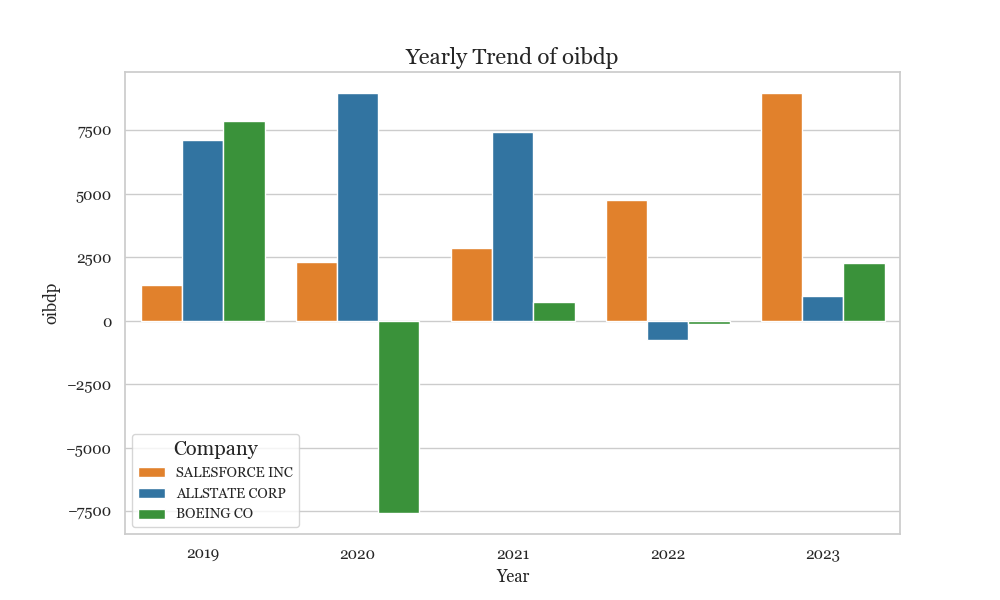 Yearly Trend of oibdp
oibdp
7500
5000
2500
0
−2500
−5000
−7500
Company
SALESFORCE INC
ALLSTATE CORP
BOEING CO
2019
2020
2021
2022
2023
Year